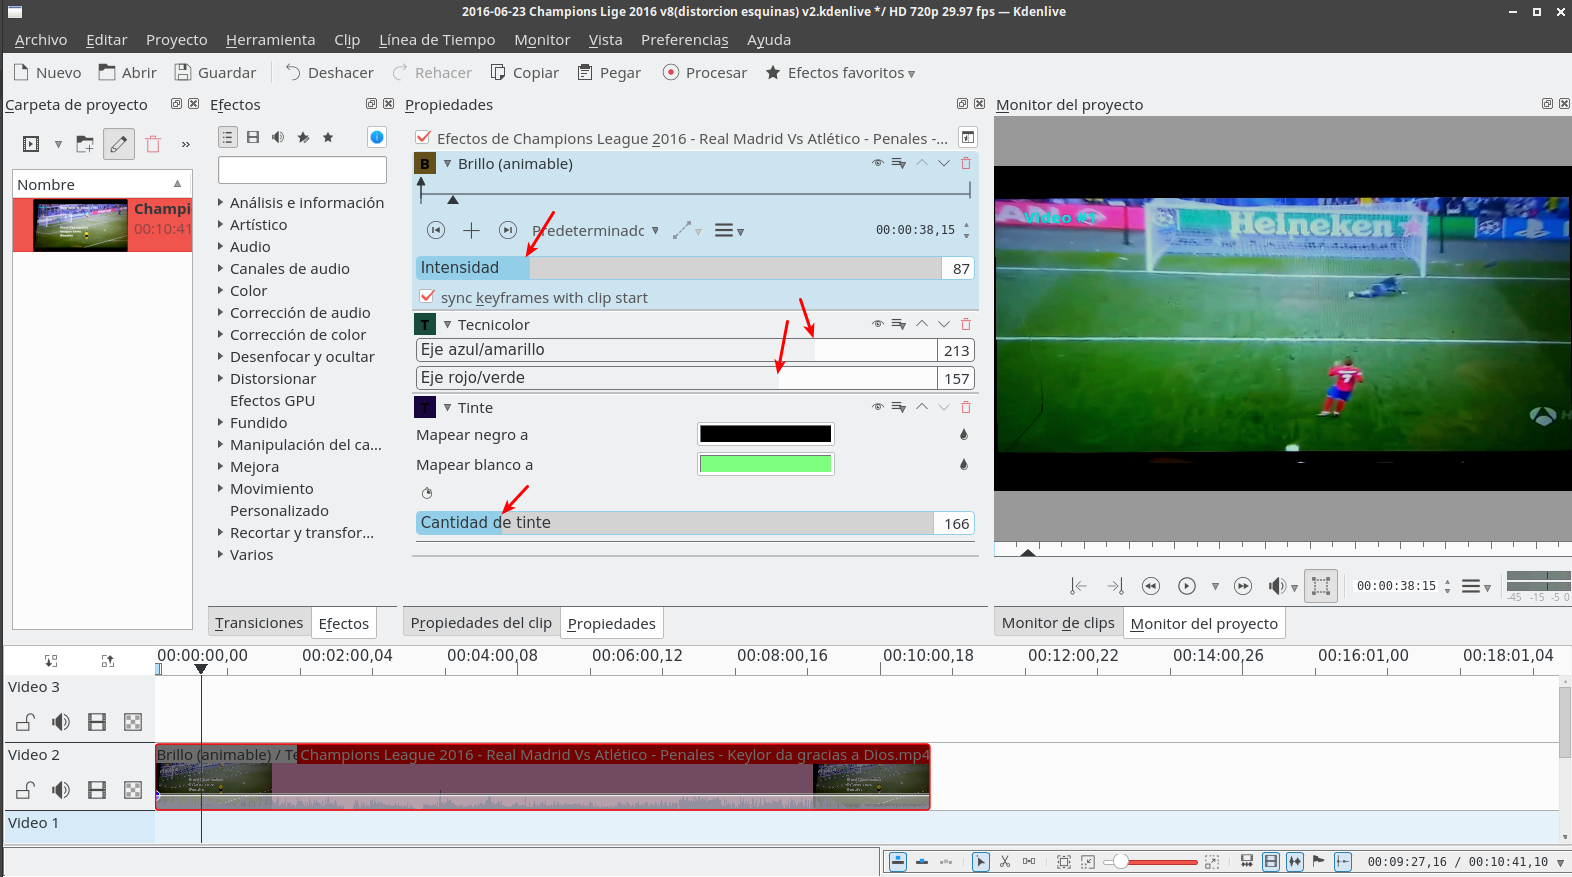 2016-06-23 Champions Lige 2016 v8(distorcion esquinas) v2.kdenlive */ HD 720p 29.97 fps — Kdenlive
Archivo Editar Proyecto Herramienta Clip Línea de Tiempo Monitor Vista Preferencias Ayuda
Nuevo Abrir Guardar Deshacer Rehacer Copiar Pegar Procesar Efectos favoritos
Carpeta de proyecto
»
Nombre
Champi
00:10:41
Efectos
Análisis e información
Artístico
Audio
Canales de audio
Color
Corrección de audio
Corrección de color
Desenfocar y ocultar
Distorsionar
Efectos GPU
Fundido
Manipulación del ca...
Mejora
Movimiento
Personalizado
Recortar y transfor...
Varios
Transiciones Efectos
Propiedades
Efectos de Champions League 2016 - Real Madrid Vs Atlético - Penales -...
B Brillo (animable)
Predeterminadc 00:00:38,15
Intensidad 87
sync keyframes with clip start
T Tecnicolor
Eje azul/amarillo 213
Eje rojo/verde 157
T Tinte
Mapear negro a
Mapear blanco a
Cantidad de tinte 166
Propiedades del clip Propiedades
Monitor del proyecto
Video #1
Heineken
7
00:00:38:15
-45 -15 -5 0
Monitor de clips Monitor del proyecto
00:00:00,00 00:02:00,04 00:04:00,08 00:06:00,12 00:08:00,16 00:10:00,18 00:12:00,22 00:14:00,26 00:16:01,00 00:18:01,04
Video 3
Video 2
Brillo (animable) / Te Champions League 2016 - Real Madrid Vs Atlético - Penales - Keylor da gracias a Dios.mp4
Video 1
00:09:27,16 / 00:10:41,10